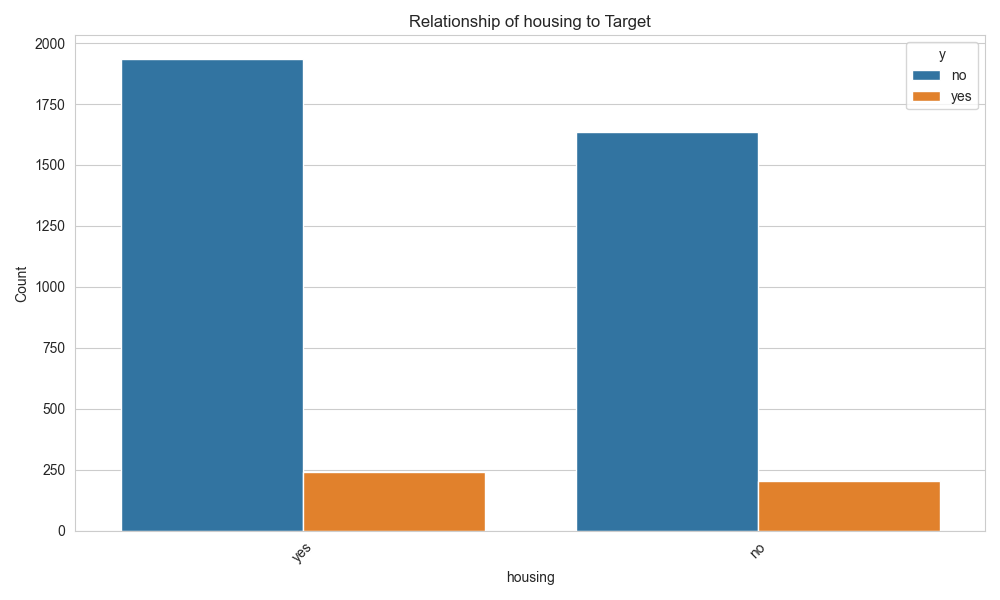 Relationship of housing to Target
y
no
yes
2000
1750
1500
1250
1000
750
500
250
0
Count
yes
no
housing